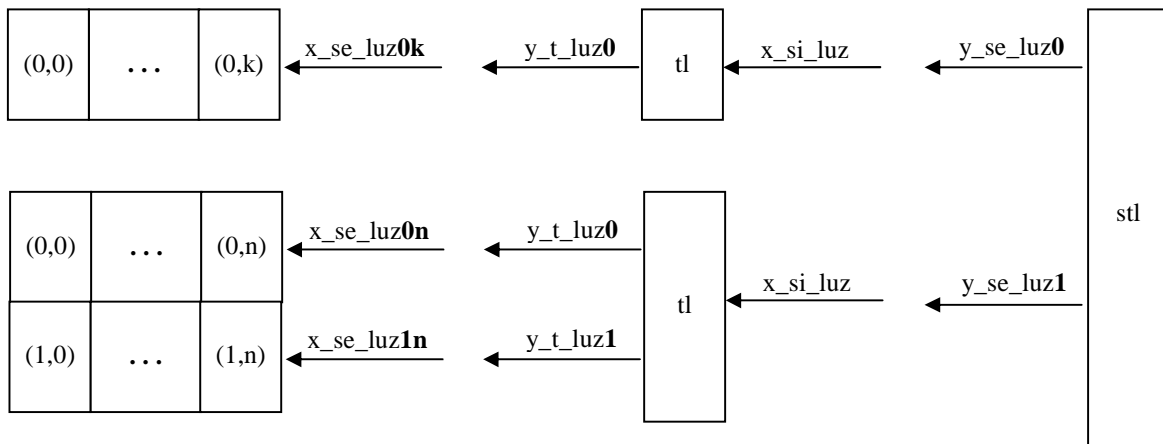 (0,0) ... (0,k) x_se_luz0k y_t_luz0 tl x_si_luz y_se_luz0
(0,0) ... (0,n) x_se_luz0n y_t_luz0 stl
tl x_si_luz y_se_luz1
(1,0) ... (1,n) x_se_luz1n y_t_luz1